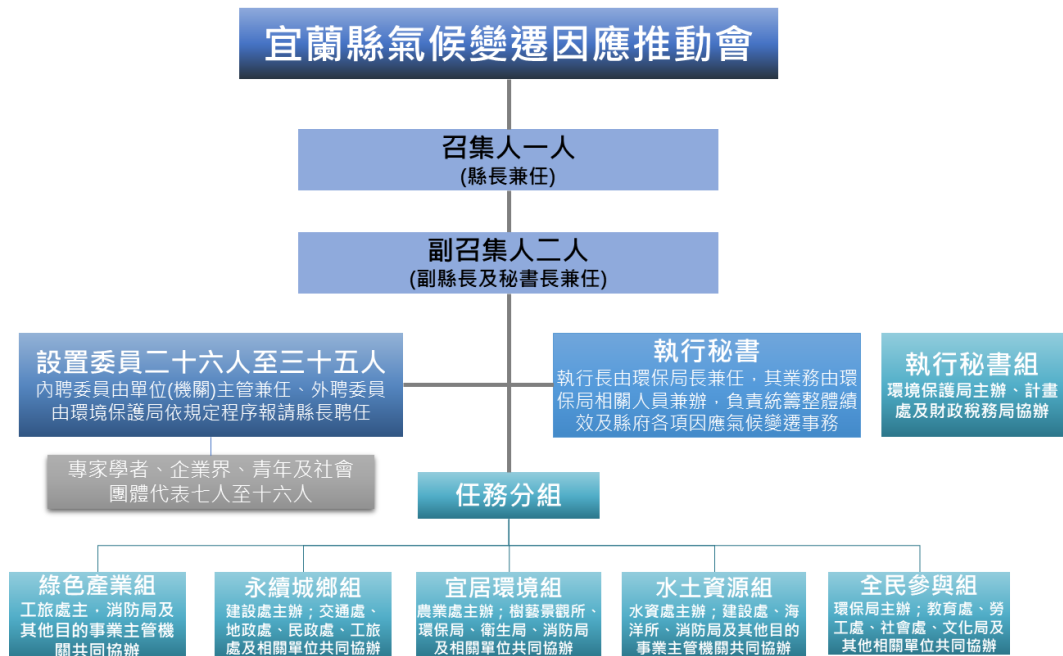 宜蘭縣氣候變遷因應推動會
召集人一人
(縣長兼任)
副召集人二人
(副縣長及秘書長兼任)
設置委員二十六人至三十五人
內聘委員由單位(機關)主管兼任、外聘委員
由環境保護局依規定程序報請縣長聘任
專家學者、企業界、青年及社會
團體代表七人至十六人
執行秘書
執行長由環保局長兼任，其業務由環
保局相關人員兼辦，負責統籌整體績
效及縣府各項因應氣候變遷事務
執行秘書組
環境保護局主辦、計畫
處及財政稅務局協辦
任務分組
綠色產業組
工旅處主，消防局及
其他目的事業主管機
關共同協辦
永續城鄉組
建設處主辦；交通處、
地政處、民政處、工旅
處及相關單位共同協辦
宜居環境組
農業處主辦；樹藝景觀所、
環保局、衛生局、消防局
及相關單位共同協辦
水土資源組
水資處主辦；建設處、海
洋所、消防局及其他目的
事業主管機關共同協辦
全民參與組
環保局主辦；教育處、勞
工處、社會處、文化局及
其他相關單位共同協辦